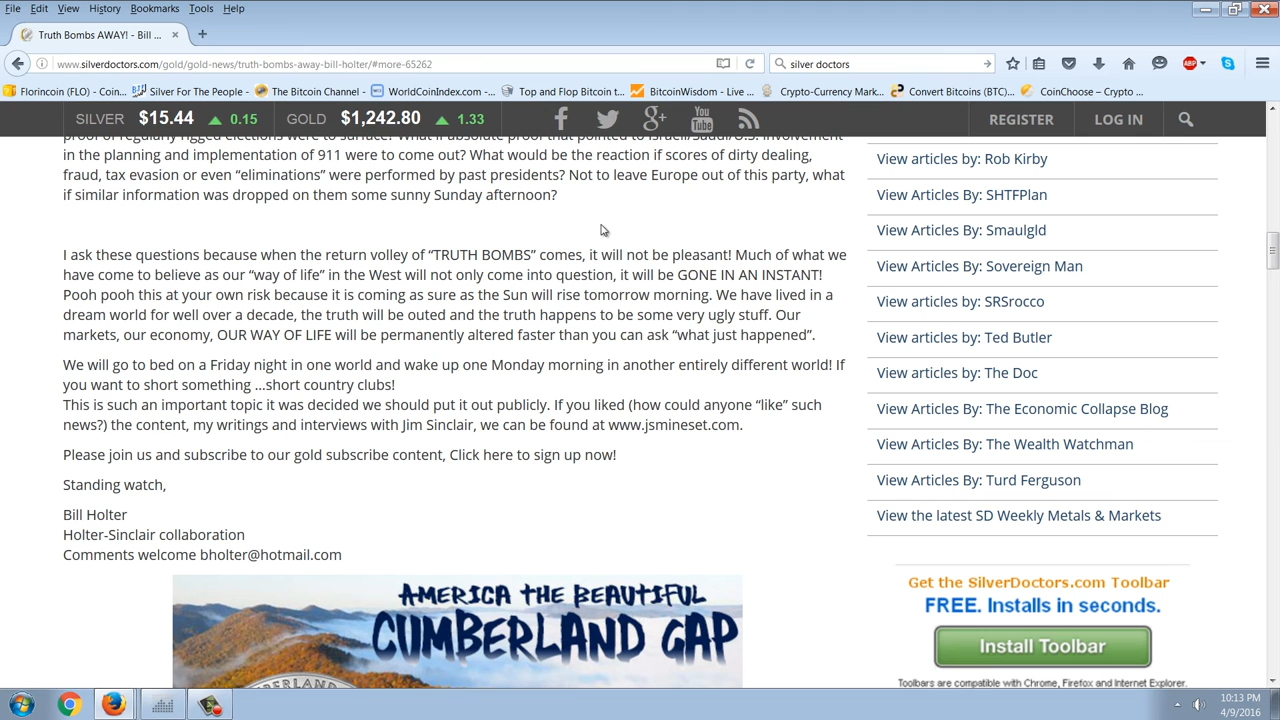 File Edit View History Bookmarks Tools Help
Truth Bombs AWAY! - Bill ...
www.silverdoctors.com/gold/gold-news/truth-bombs-away-bill-holter/#more-65262
silver doctors
Florincoin (FLO) - Coin... Silver For The People - The Bitcoin Channel - WorldCoinIndex.com - Top and Flop Bitcoin t... BitcoinWisdom - Live ... Crypto-Currency Mark... Convert Bitcoins (BTC)... CoinChoose – Crypto ...
SILVER $15.44 0.15 GOLD $1,242.80 1.33 REGISTER LOG IN
in the planning and implementation of 911 were to come out? What would be the reaction if scores of dirty dealing,
fraud, tax evasion or even “eliminations” were performed by past presidents? Not to leave Europe out of this party, what
if similar information was dropped on them some sunny Sunday afternoon?
I ask these questions because when the return volley of “TRUTH BOMBS” comes, it will not be pleasant! Much of what we
have come to believe as our “way of life” in the West will not only come into question, it will be GONE IN AN INSTANT!
Pooh pooh this at your own risk because it is coming as sure as the Sun will rise tomorrow morning. We have lived in a
dream world for well over a decade, the truth will be outed and the truth happens to be some very ugly stuff. Our
markets, our economy, OUR WAY OF LIFE will be permanently altered faster than you can ask “what just happened”.
We will go to bed on a Friday night in one world and wake up one Monday morning in another entirely different world! If
you want to short something ...short country clubs!
This is such an important topic it was decided we should put it out publicly. If you liked (how could anyone “like” such
news?) the content, my writings and interviews with Jim Sinclair, we can be found at www.jsmineset.com.
Please join us and subscribe to our gold subscribe content, Click here to sign up now!
Standing watch,
Bill Holter
Holter-Sinclair collaboration
Comments welcome bholter@hotmail.com
AMERICA THE BEAUTIFUL
CUMBERLAND GAP
View articles by: Rob Kirby
View Articles By: SHTFPlan
View Articles By: Smaulgld
View Articles By: Sovereign Man
View articles by: SRSrocco
View articles by: Ted Butler
View articles by: The Doc
View Articles By: The Economic Collapse Blog
View Articles By: The Wealth Watchman
View Articles By: Turd Ferguson
View the latest SD Weekly Metals & Markets
Get the SilverDoctors.com Toolbar
FREE. Installs in seconds.
Install Toolbar
Toolbars are compatible with Chrome, Firefox and Internet Explorer.
10:13 PM
4/9/2016